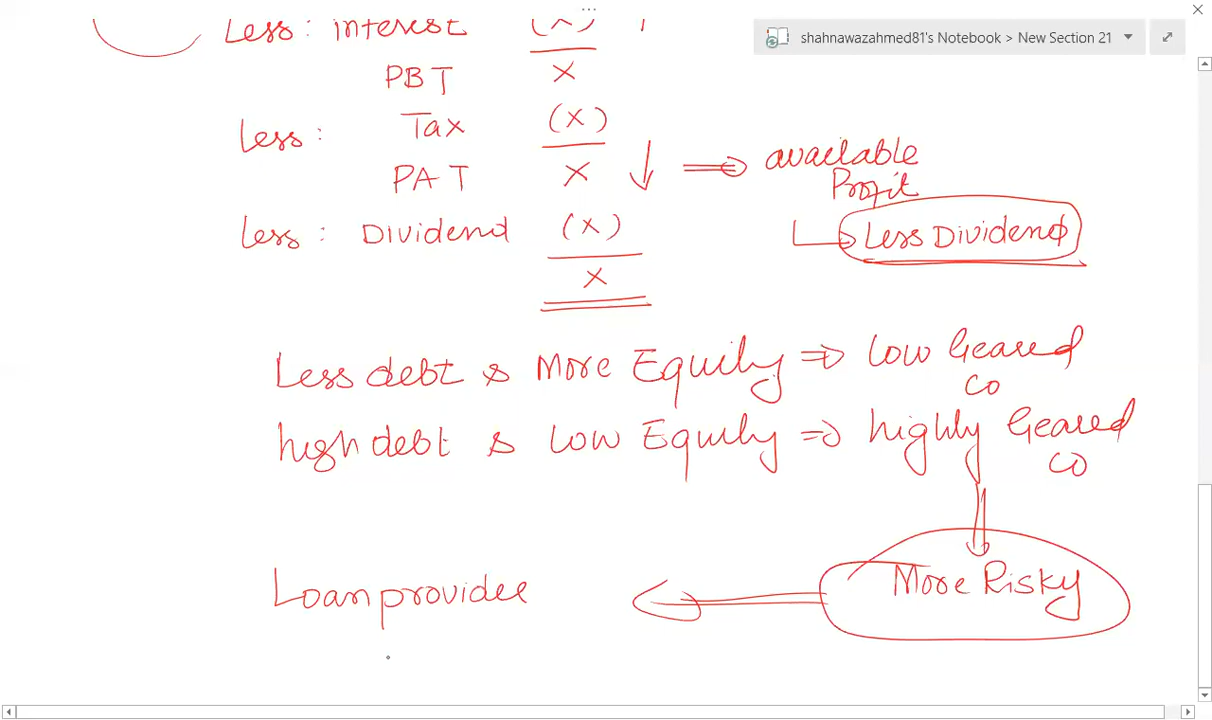 shahnawazahmed81's Notebook > New Section 21
Less: interest (X)
PBT X
less: Tax (X)
PAT X ⇒ available Profit
less: Dividend (X) Less Dividend
X
Less debt & More Equity ⇒ low Geared Co
high debt & low Equity ⇒ highly Geared Co
More Risky
Loan provider